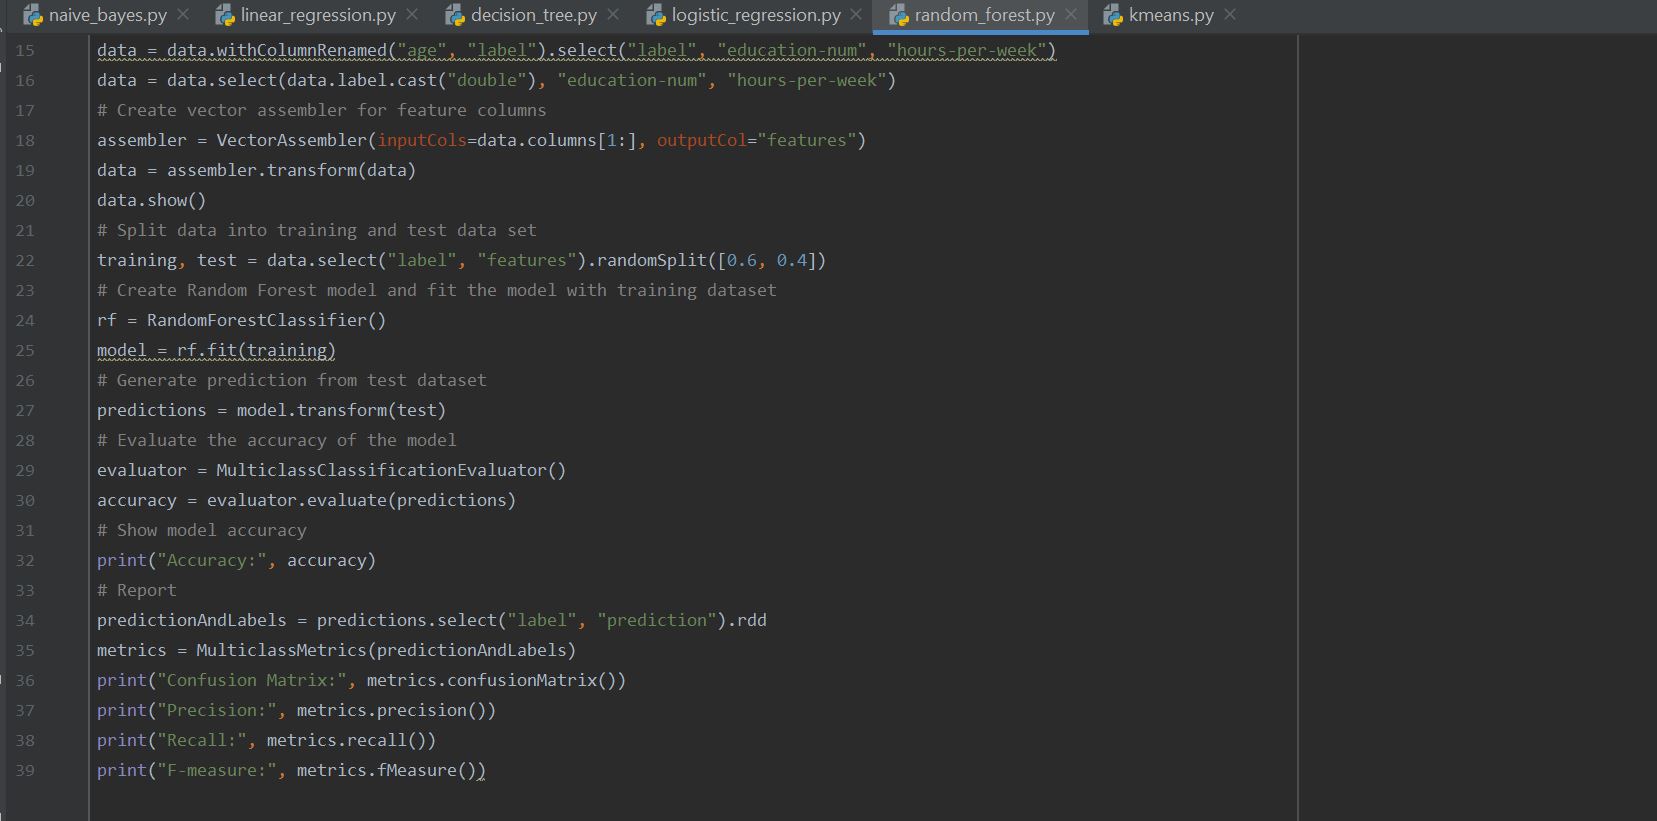 naive_bayes.py linear_regression.py decision_tree.py logistic_regression.py random_forest.py kmeans.py
15 data = data.withColumnRenamed("age", "label").select("label", "education-num", "hours-per-week")
16 data = data.select(data.label.cast("double"), "education-num", "hours-per-week")
17 # Create vector assembler for feature columns
18 assembler = VectorAssembler(inputCols=data.columns[1:], outputCol="features")
19 data = assembler.transform(data)
20 data.show()
21 # Split data into training and test data set
22 training, test = data.select("label", "features").randomSplit([0.6, 0.4])
23 # Create Random Forest model and fit the model with training dataset
24 rf = RandomForestClassifier()
25 model = rf.fit(training)
26 # Generate prediction from test dataset
27 predictions = model.transform(test)
28 # Evaluate the accuracy of the model
29 evaluator = MulticlassClassificationEvaluator()
30 accuracy = evaluator.evaluate(predictions)
31 # Show model accuracy
32 print("Accuracy:", accuracy)
33 # Report
34 predictionAndLabels = predictions.select("label", "prediction").rdd
35 metrics = MulticlassMetrics(predictionAndLabels)
36 print("Confusion Matrix:", metrics.confusionMatrix())
37 print("Precision:", metrics.precision())
38 print("Recall:", metrics.recall())
39 print("F-measure:", metrics.fMeasure())